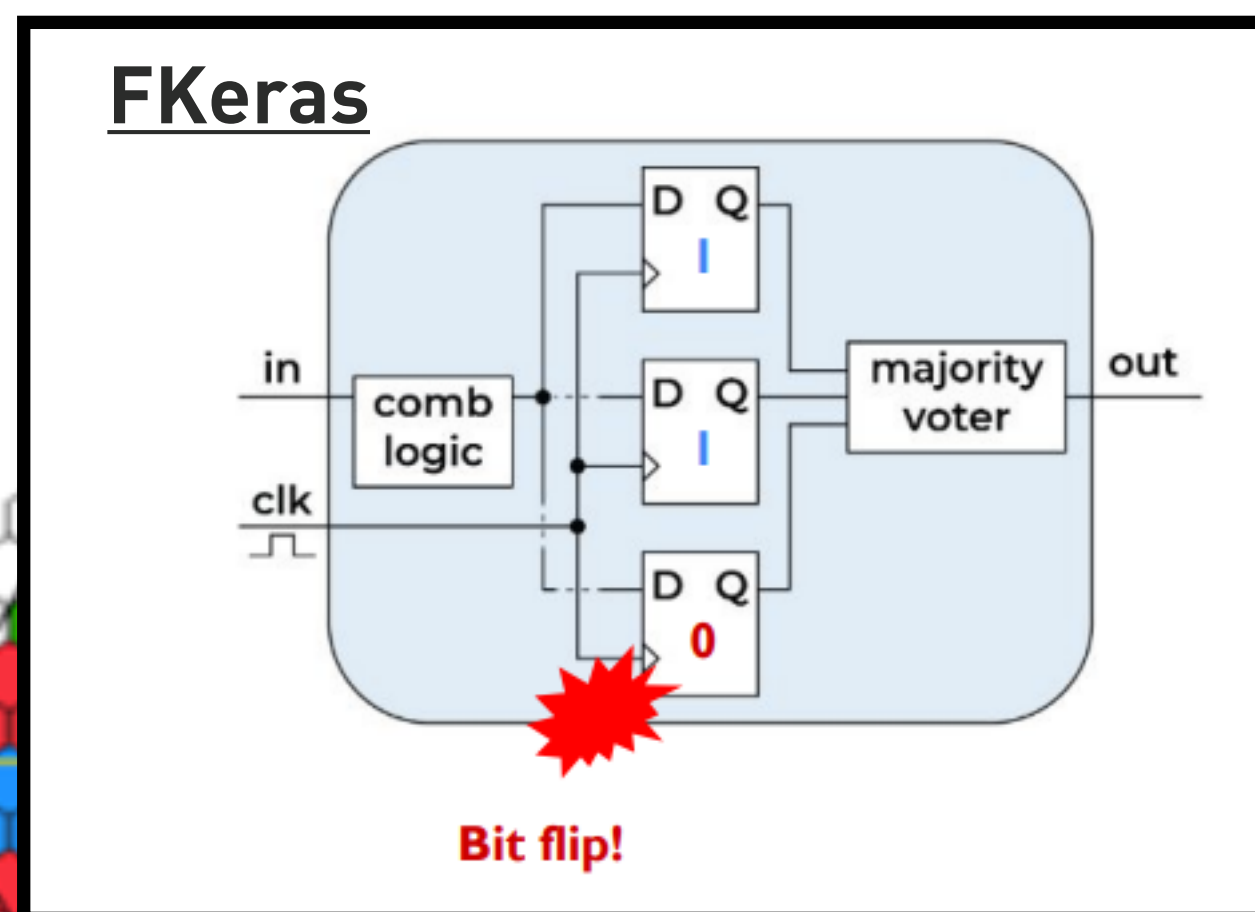 FKeras
D Q
I
in
comb
logic
D Q
I
majority
voter
out
clk
D Q
0
Bit flip!